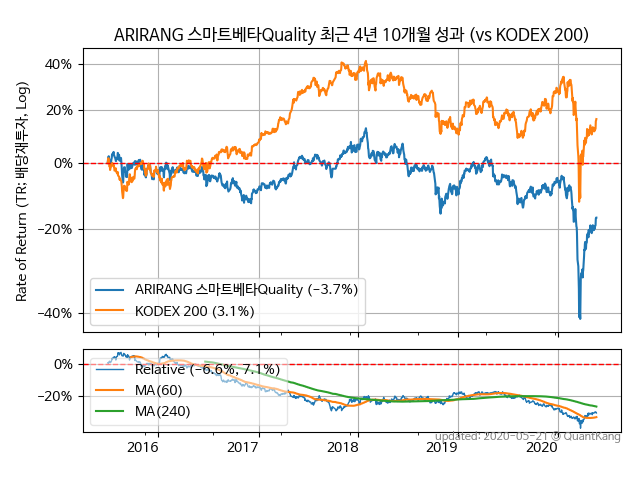 ARIRANG 스마트베타Quality 최근 4년 10개월 성과 (vs KODEX 200)
Rate of Return (TR: 배당재투자, Log)
40%
20%
0%
−20%
−40%
ARIRANG 스마트베타Quality (−3.7%)
KODEX 200 (3.1%)
0%
−20%
Relative (−6.6%, 7.1%)
MA(60)
MA(240)
2016
2017
2018
2019
2020
updated: 2020-05-21 © QuantKang